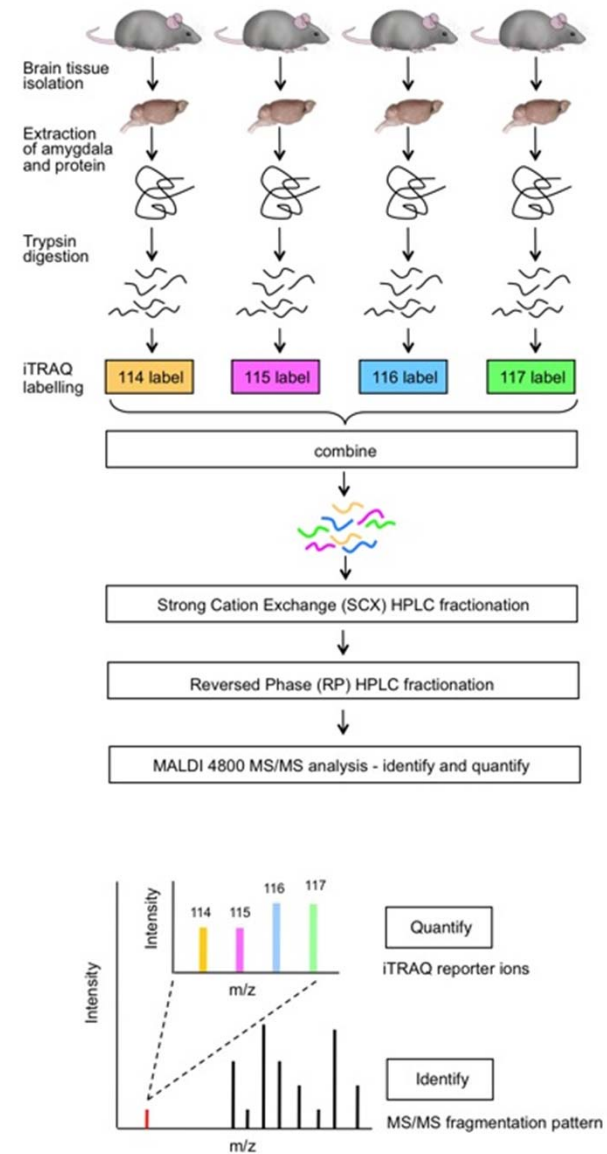 Brain tissue
isolation
Extraction
of amygdala
and protein
Trypsin
digestion
iTRAQ
labelling
114 label
115 label
116 label
117 label
combine
Strong Cation Exchange (SCX) HPLC fractionation
Reversed Phase (RP) HPLC fractionation
MALDI 4800 MS/MS analysis - identify and quantify
Intensity
Intensity
114
115
116
117
m/z
Quantify
iTRAQ reporter ions
Identify
MS/MS fragmentation pattern
m/z